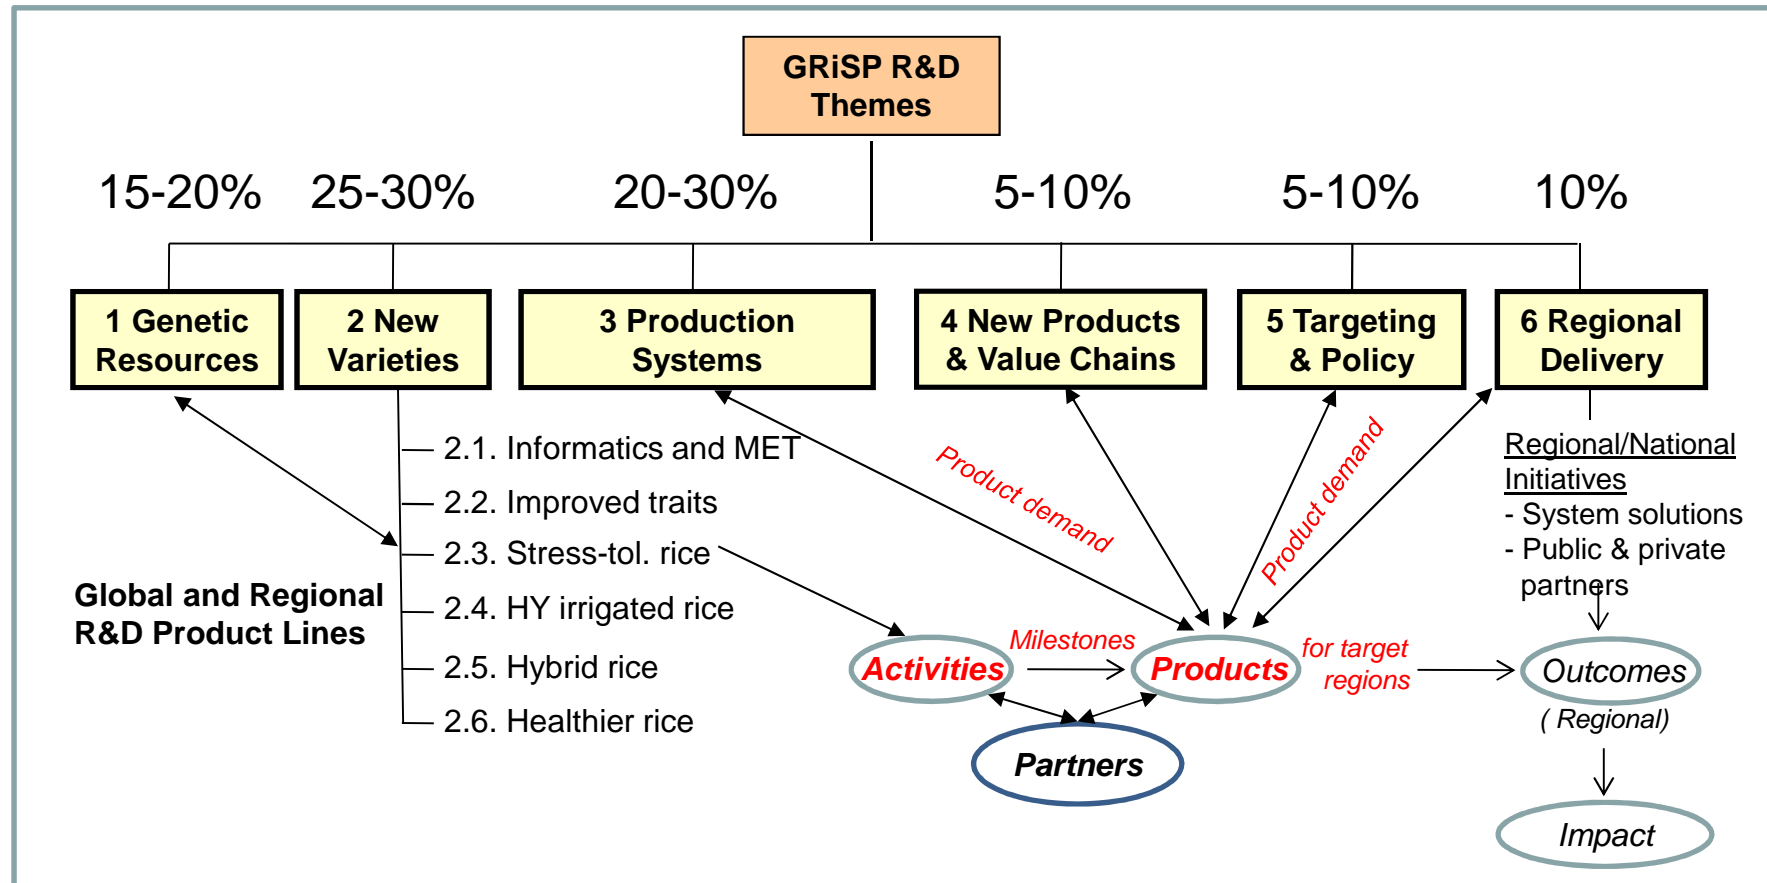 GRiSP R&D
Themes
15-20%
25-30%
20-30%
5-10%
5-10%
10%
1 Genetic
Resources
2 New
Varieties
3 Production
Systems
4 New Products
& Value Chains
5 Targeting
& Policy
6 Regional
Delivery
2.1. Informatics and MET
2.2. Improved traits
2.3. Stress-tol. rice
2.4. HY irrigated rice
2.5. Hybrid rice
2.6. Healthier rice
Global and Regional
R&D Product Lines
Product demand
Product demand
Regional/National
Initiatives
- System solutions
- Public & private
partners
Activities
Milestones
Products
for target
regions
Outcomes
( Regional)
Partners
Impact